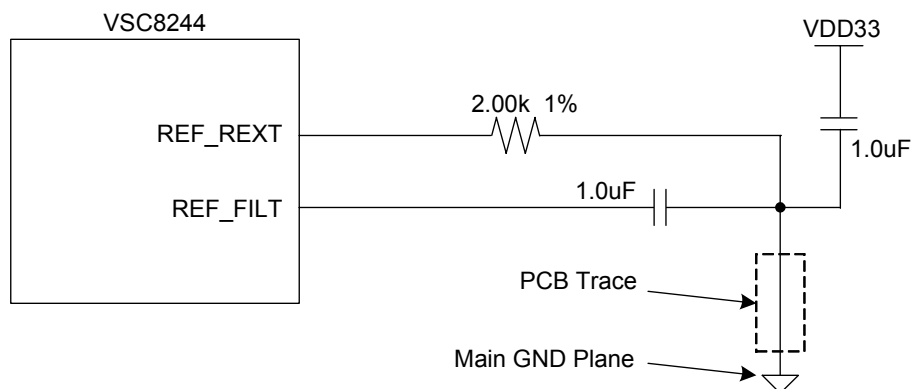 VSC8244
VDD33
2.00k 1%
REF_REXT
1.0uF
1.0uF
REF_FILT
PCB Trace
Main GND Plane